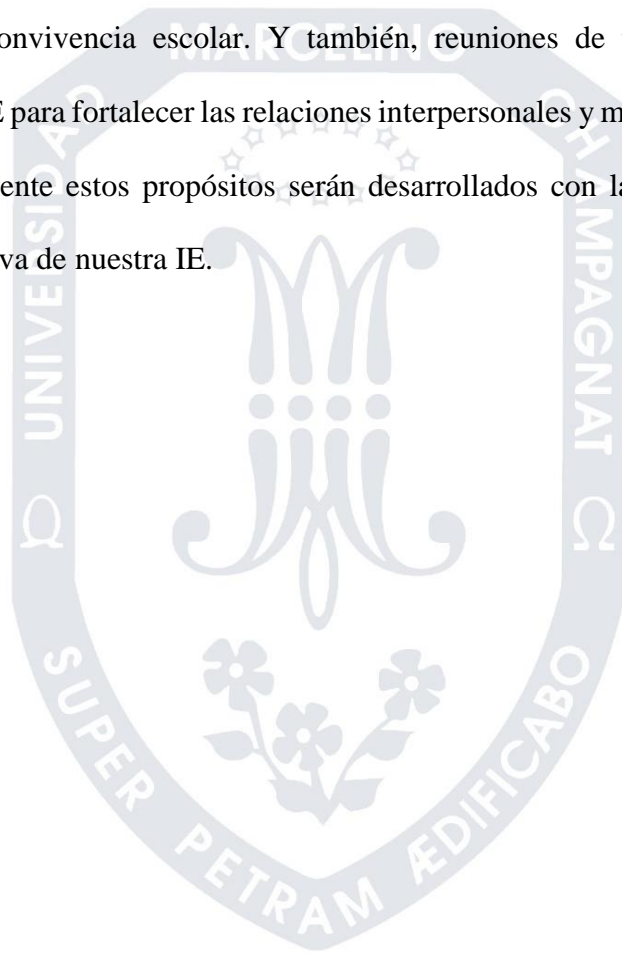 onvivencia escolar. Y también, reuniones de
E para fortalecer las relaciones interpersonales y m
ente estos propósitos serán desarrollados con la
va de nuestra IE.
UNIVERSIDAD
MARCELINO
CHAMPAGNAT
SUPER PETRAM ÆDIFICABO